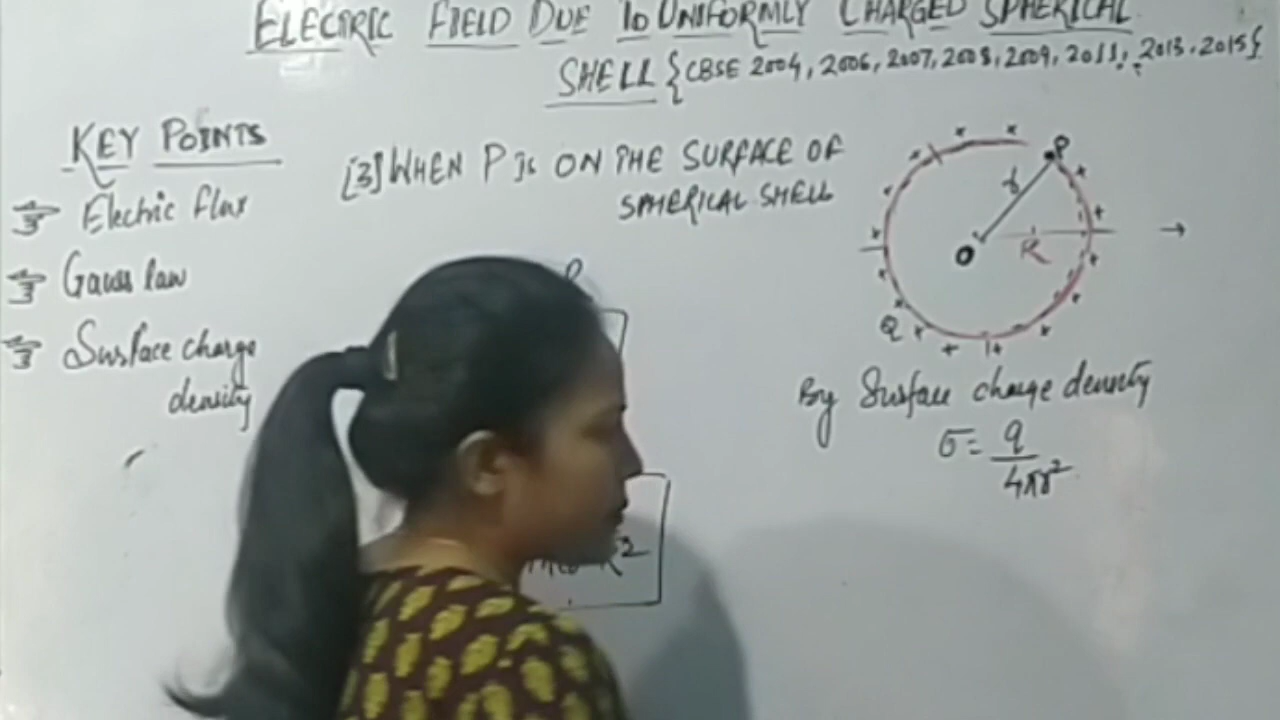 ELECTRIC FIELD DUE TO UNIFORMLY CHARGED SPHERICAL
SHELL {CBSE 2004, 2006, 2007, 2008, 2009, 2011, 2013, 2015}
KEY POINTS
Electric flux
Gauss law
Surface charge
density
[3] WHEN P IS ON THE SURFACE OF
SPHERICAL SHELL
R²
P
r
O
R
Q
By Surface charge density
σ = q
4πr²